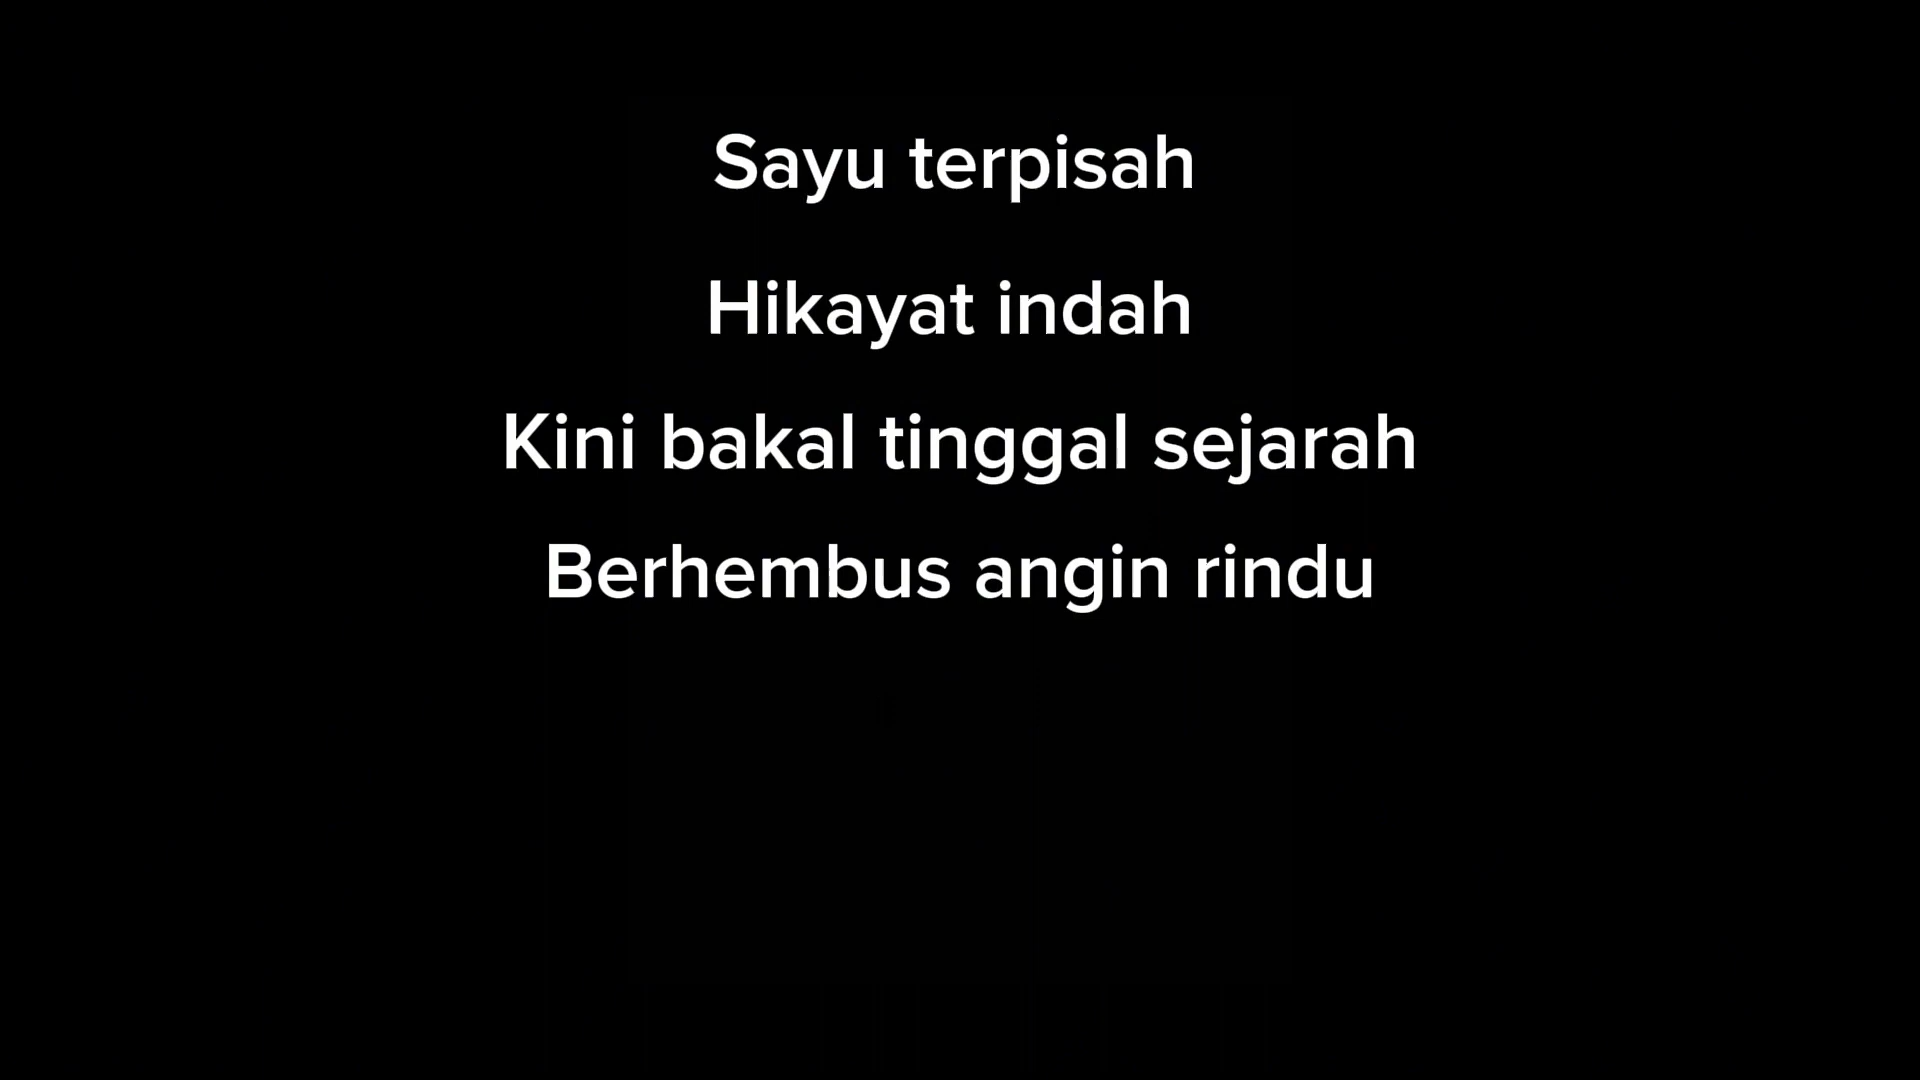 Sayu terpisah
Hikayat indah
Kini bakal tinggal sejarah
Berhembus angin rindu